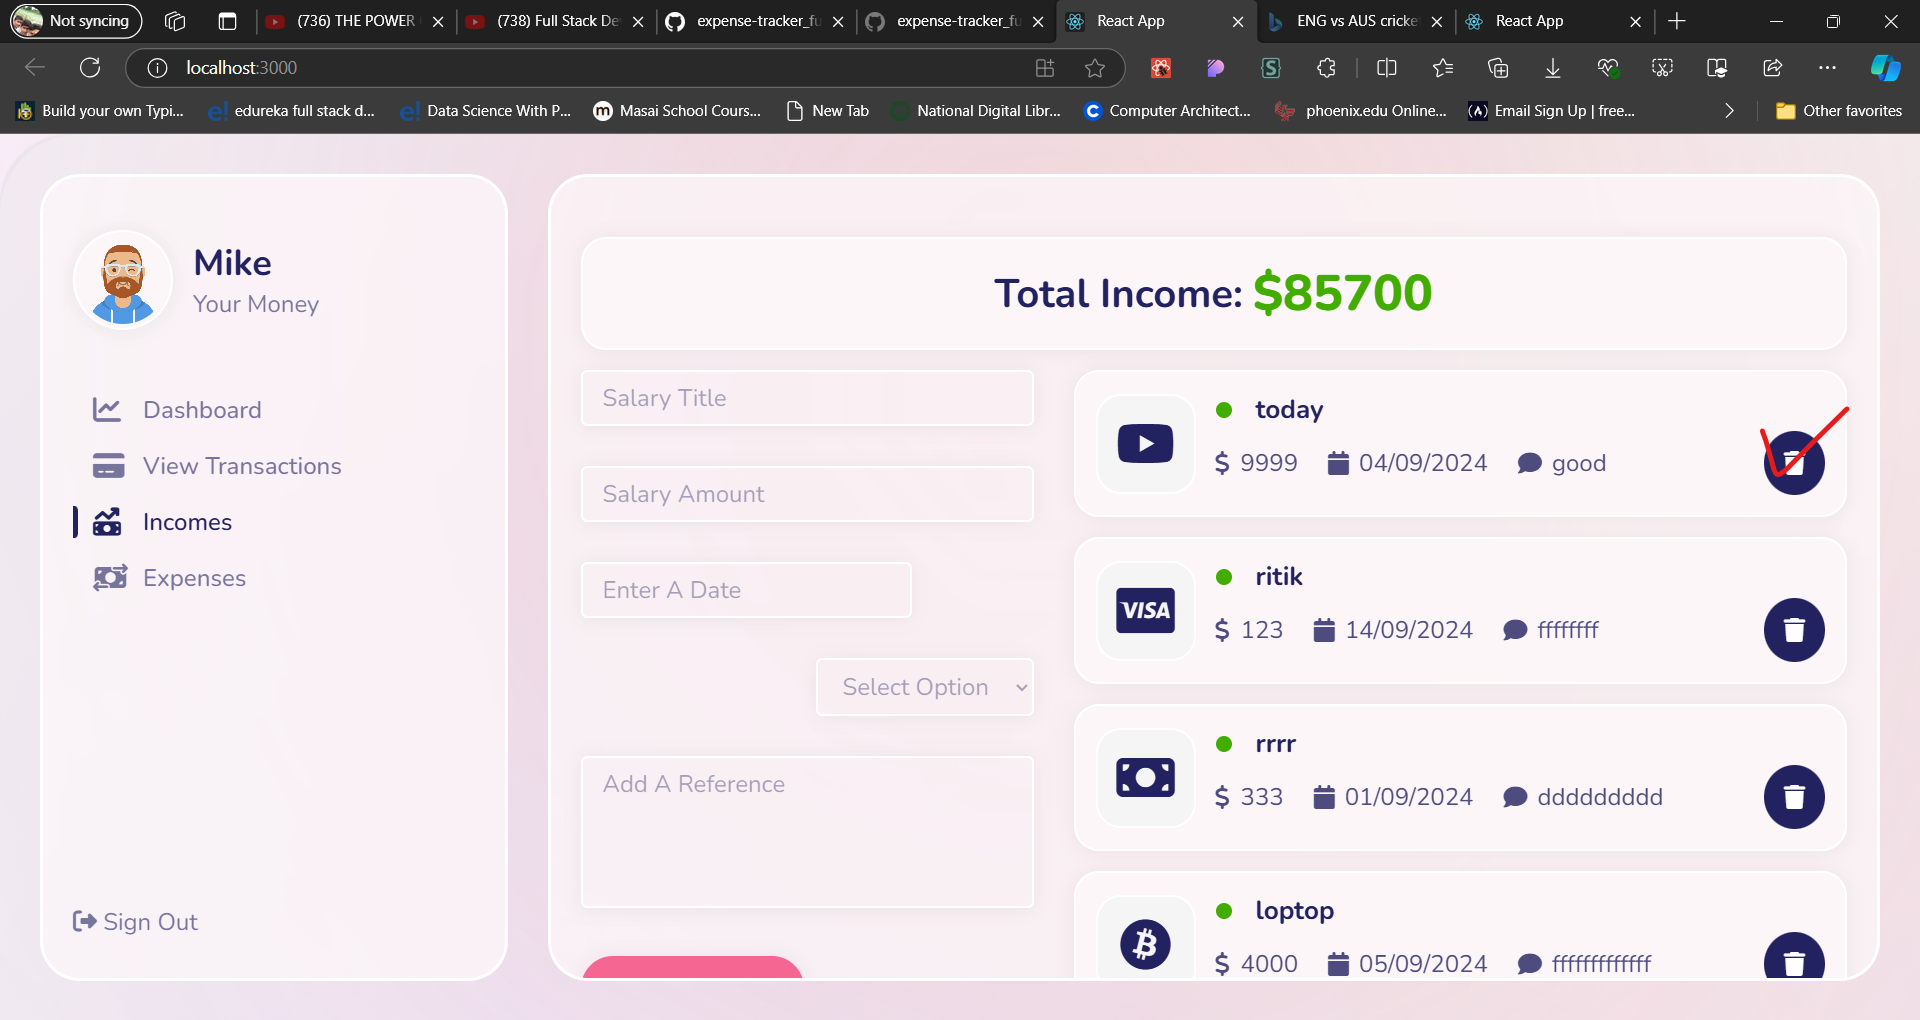 Not syncing
(736) THE POWER
(738) Full Stack De
expense-tracker_fu
expense-tracker_fu
React App
ENG vs AUS cricke
React App
localhost:3000
Build your own Typi...
edureka full stack d...
Data Science With P...
Masai School Cours...
New Tab
National Digital Libr...
Computer Architect...
phoenix.edu Online...
Email Sign Up | free...
Other favorites
Mike
Your Money
Dashboard
View Transactions
Incomes
Expenses
Sign Out
Total Income: $85700
Salary Title
Salary Amount
Enter A Date
Select Option
Add A Reference
today
$ 9999 04/09/2024 good
VISA
ritik
$ 123 14/09/2024 ffffffff
rrrr
$ 333 01/09/2024 ddddddddd
loptop
$ 4000 05/09/2024 fffffffffffff